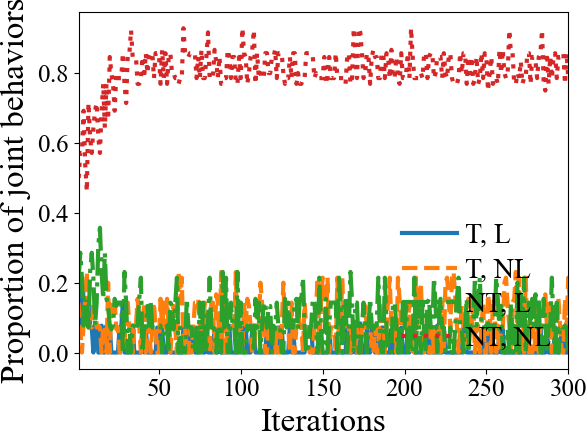 Proportion of joint behaviors
0.8
0.6
0.4
0.2
0.0
T, L
T, NL
NT, L
NT, NL
50
100
150
200
250
300
Iterations